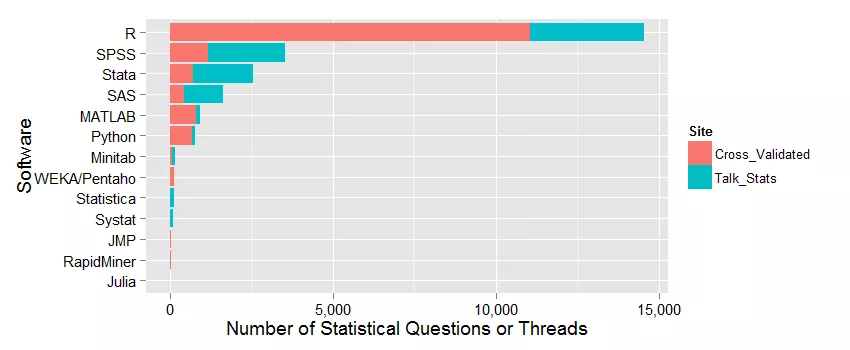 Software
R
SPSS
Stata
SAS
MATLAB
Python
Minitab
WEKA/Pentaho
Statistica
Systat
JMP
RapidMiner
Julia
0 5,000 10,000 15,000
Number of Statistical Questions or Threads
Site
Cross_Validated
Talk_Stats